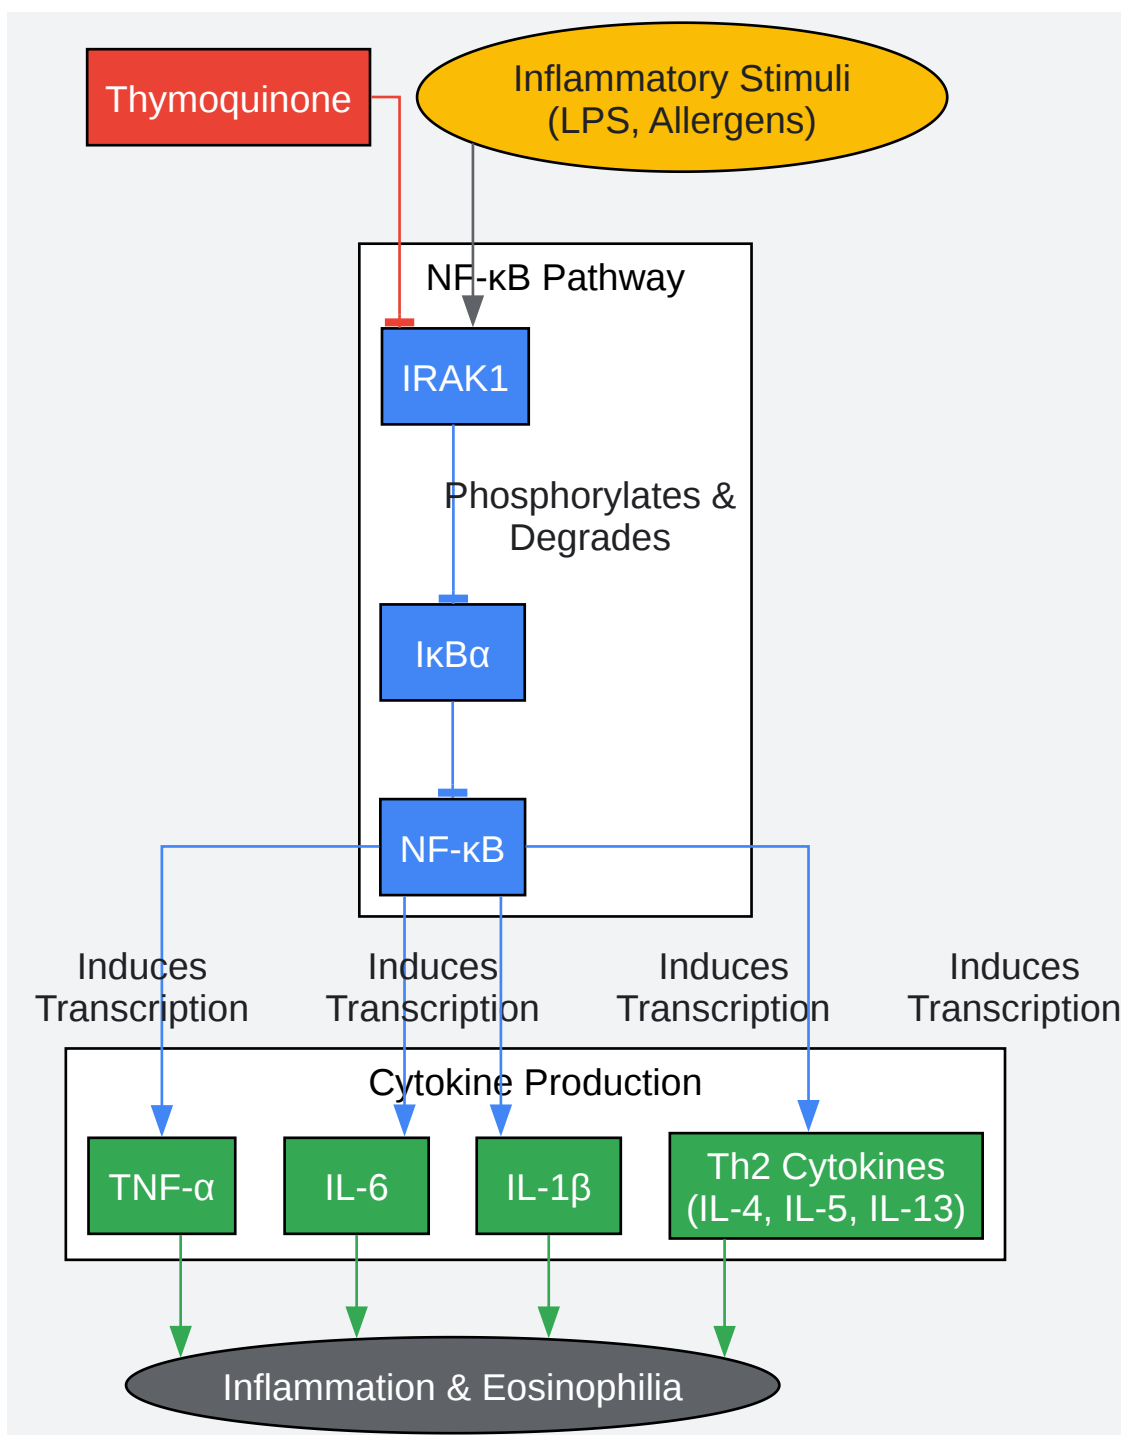 Thymoquinone
Inflammatory Stimuli
(LPS, Allergens)
NF-κB Pathway
IRAK1
Phosphorylates &
Degrades
IκBα
NF-κB
Induces
Transcription
Induces
Transcription
Induces
Transcription
Induces
Transcription
Cytokine Production
TNF-α
IL-6
IL-1β
Th2 Cytokines
(IL-4, IL-5, IL-13)
Inflammation & Eosinophilia